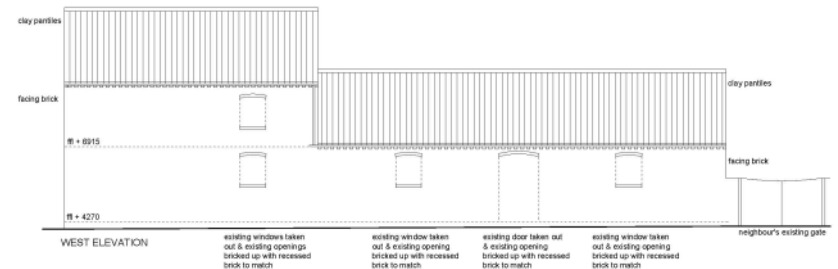 clay pantiles
clay pantiles
facing brick
ffl + 6915
facing brick
ffl + 4270
WEST ELEVATION
existing windows taken
out & existing openings
bricked up with recessed
brick to match
existing window taken
out & existing opening
bricked up with recessed
brick to match
existing door taken out
& existing opening
bricked up with recessed
brick to match
existing window taken
out & existing opening
bricked up with recessed
brick to match
neighbour's existing gate